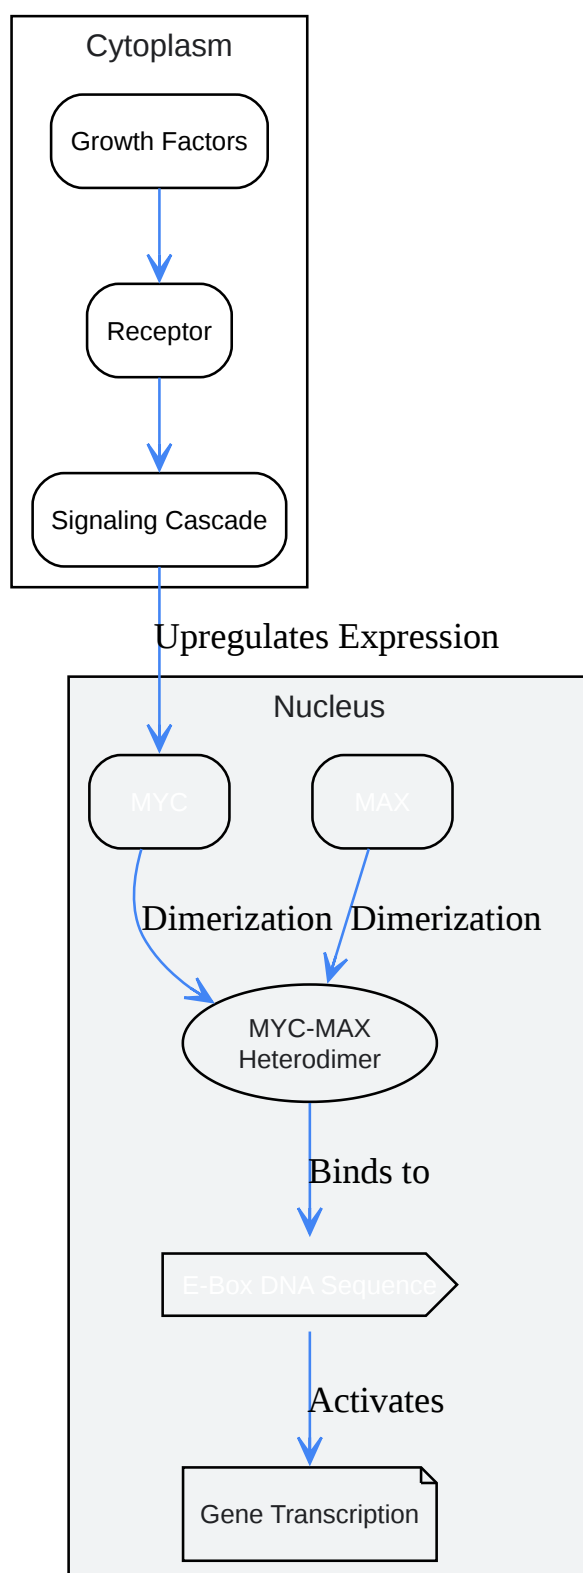 Cytoplasm
Growth Factors
Receptor
Signaling Cascade
Upregulates Expression
Nucleus
MYC
MAX
Dimerization
Dimerization
MYC-MAX
Heterodimer
Binds to
E-Box DNA Sequence
Activates
Gene Transcription